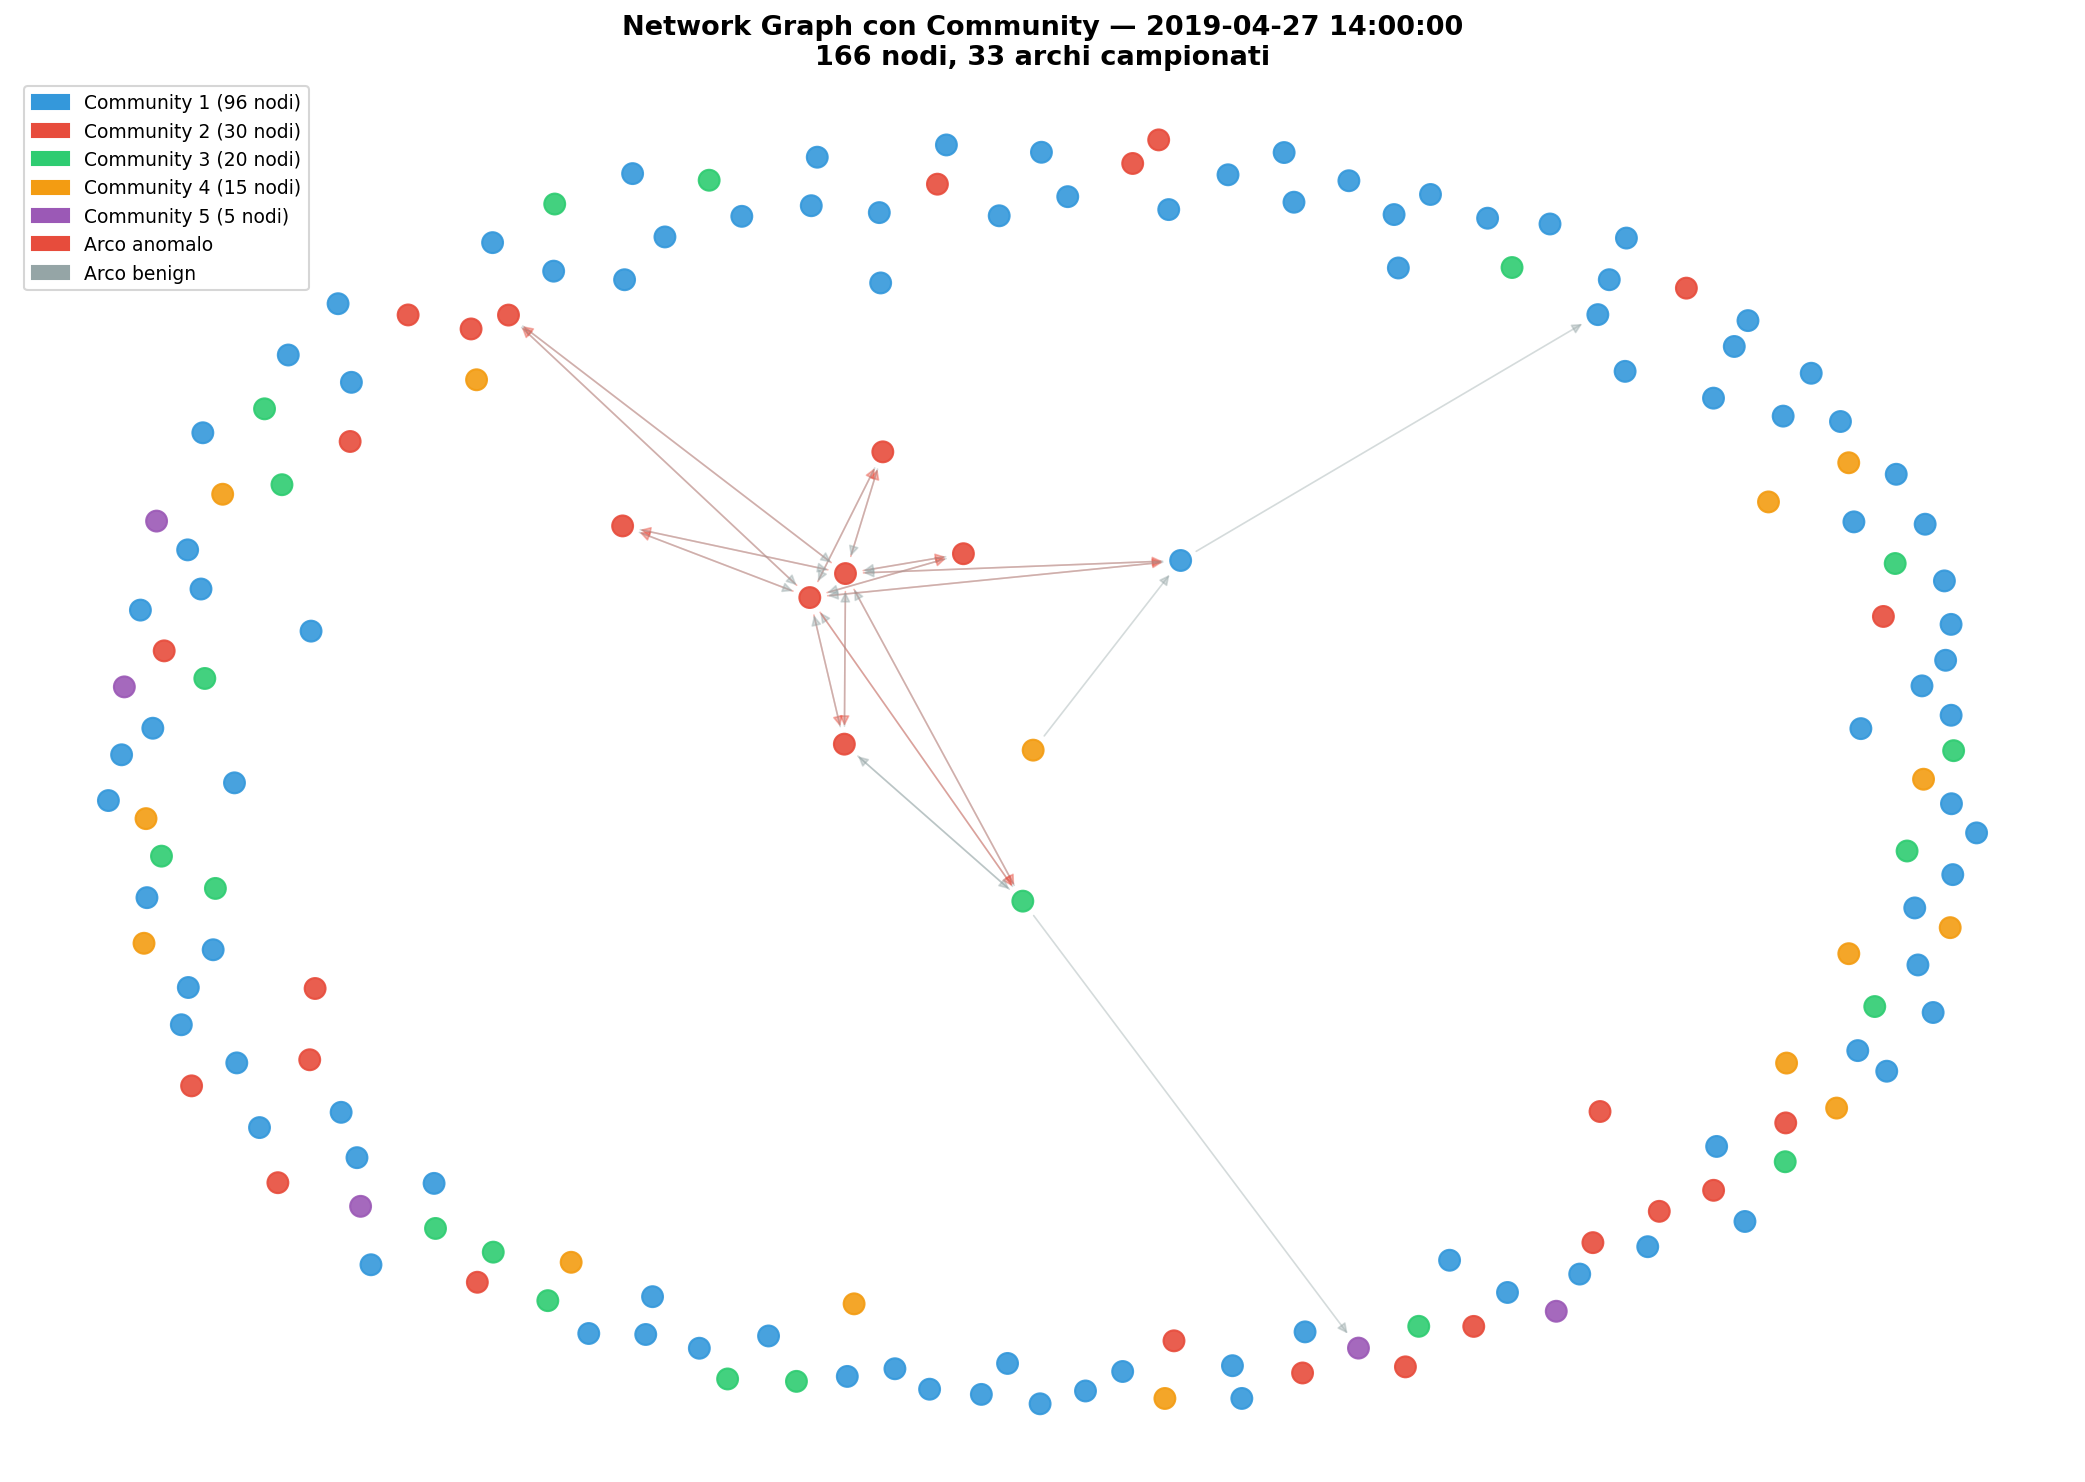 Network Graph con Community — 2019-04-27 14:00:00
166 nodi, 33 archi campionati
Community 1 (96 nodi)
Community 2 (30 nodi)
Community 3 (20 nodi)
Community 4 (15 nodi)
Community 5 (5 nodi)
Arco anomalo
Arco benign